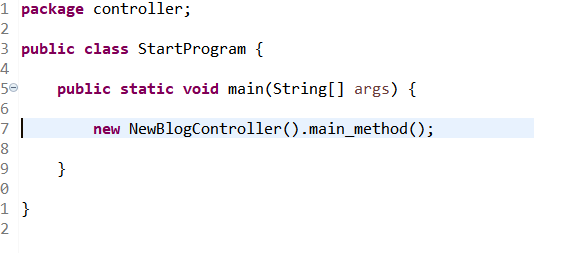 1 package controller;
2
3 public class StartProgram {
4
5 public static void main(String[] args) {
6
7 new NewBlogController().main_method();
8
9 }
0
1 }
2